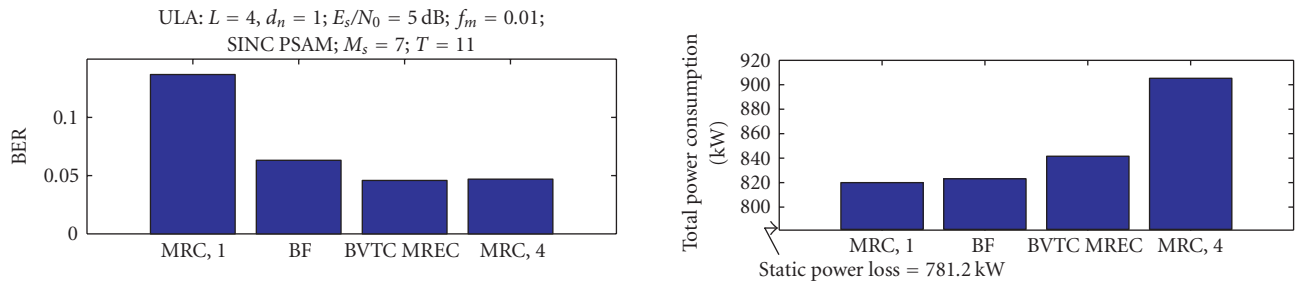 ULA: L = 4, d_n = 1; E_s/N_0 = 5 dB; f_m = 0.01;
SINC PSAM; M_s = 7; T = 11
BER
0.1
0.05
0
MRC, 1
BF
BVTC MREC
MRC, 4
Total power consumption
(kW)
920
900
880
860
840
820
800
MRC, 1
BF
BVTC MREC
MRC, 4
Static power loss = 781.2 kW